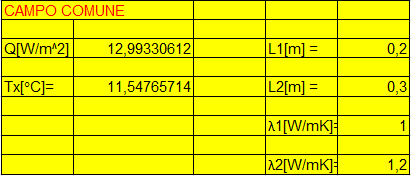 CAMPO COMUNE
Q[W/m^2] 12,99330612 L1[m] = 0,2
Tx[°C]= 11,54765714 L2[m] = 0,3
λ1[W/mK]= 1
λ2[W/mK]= 1,2